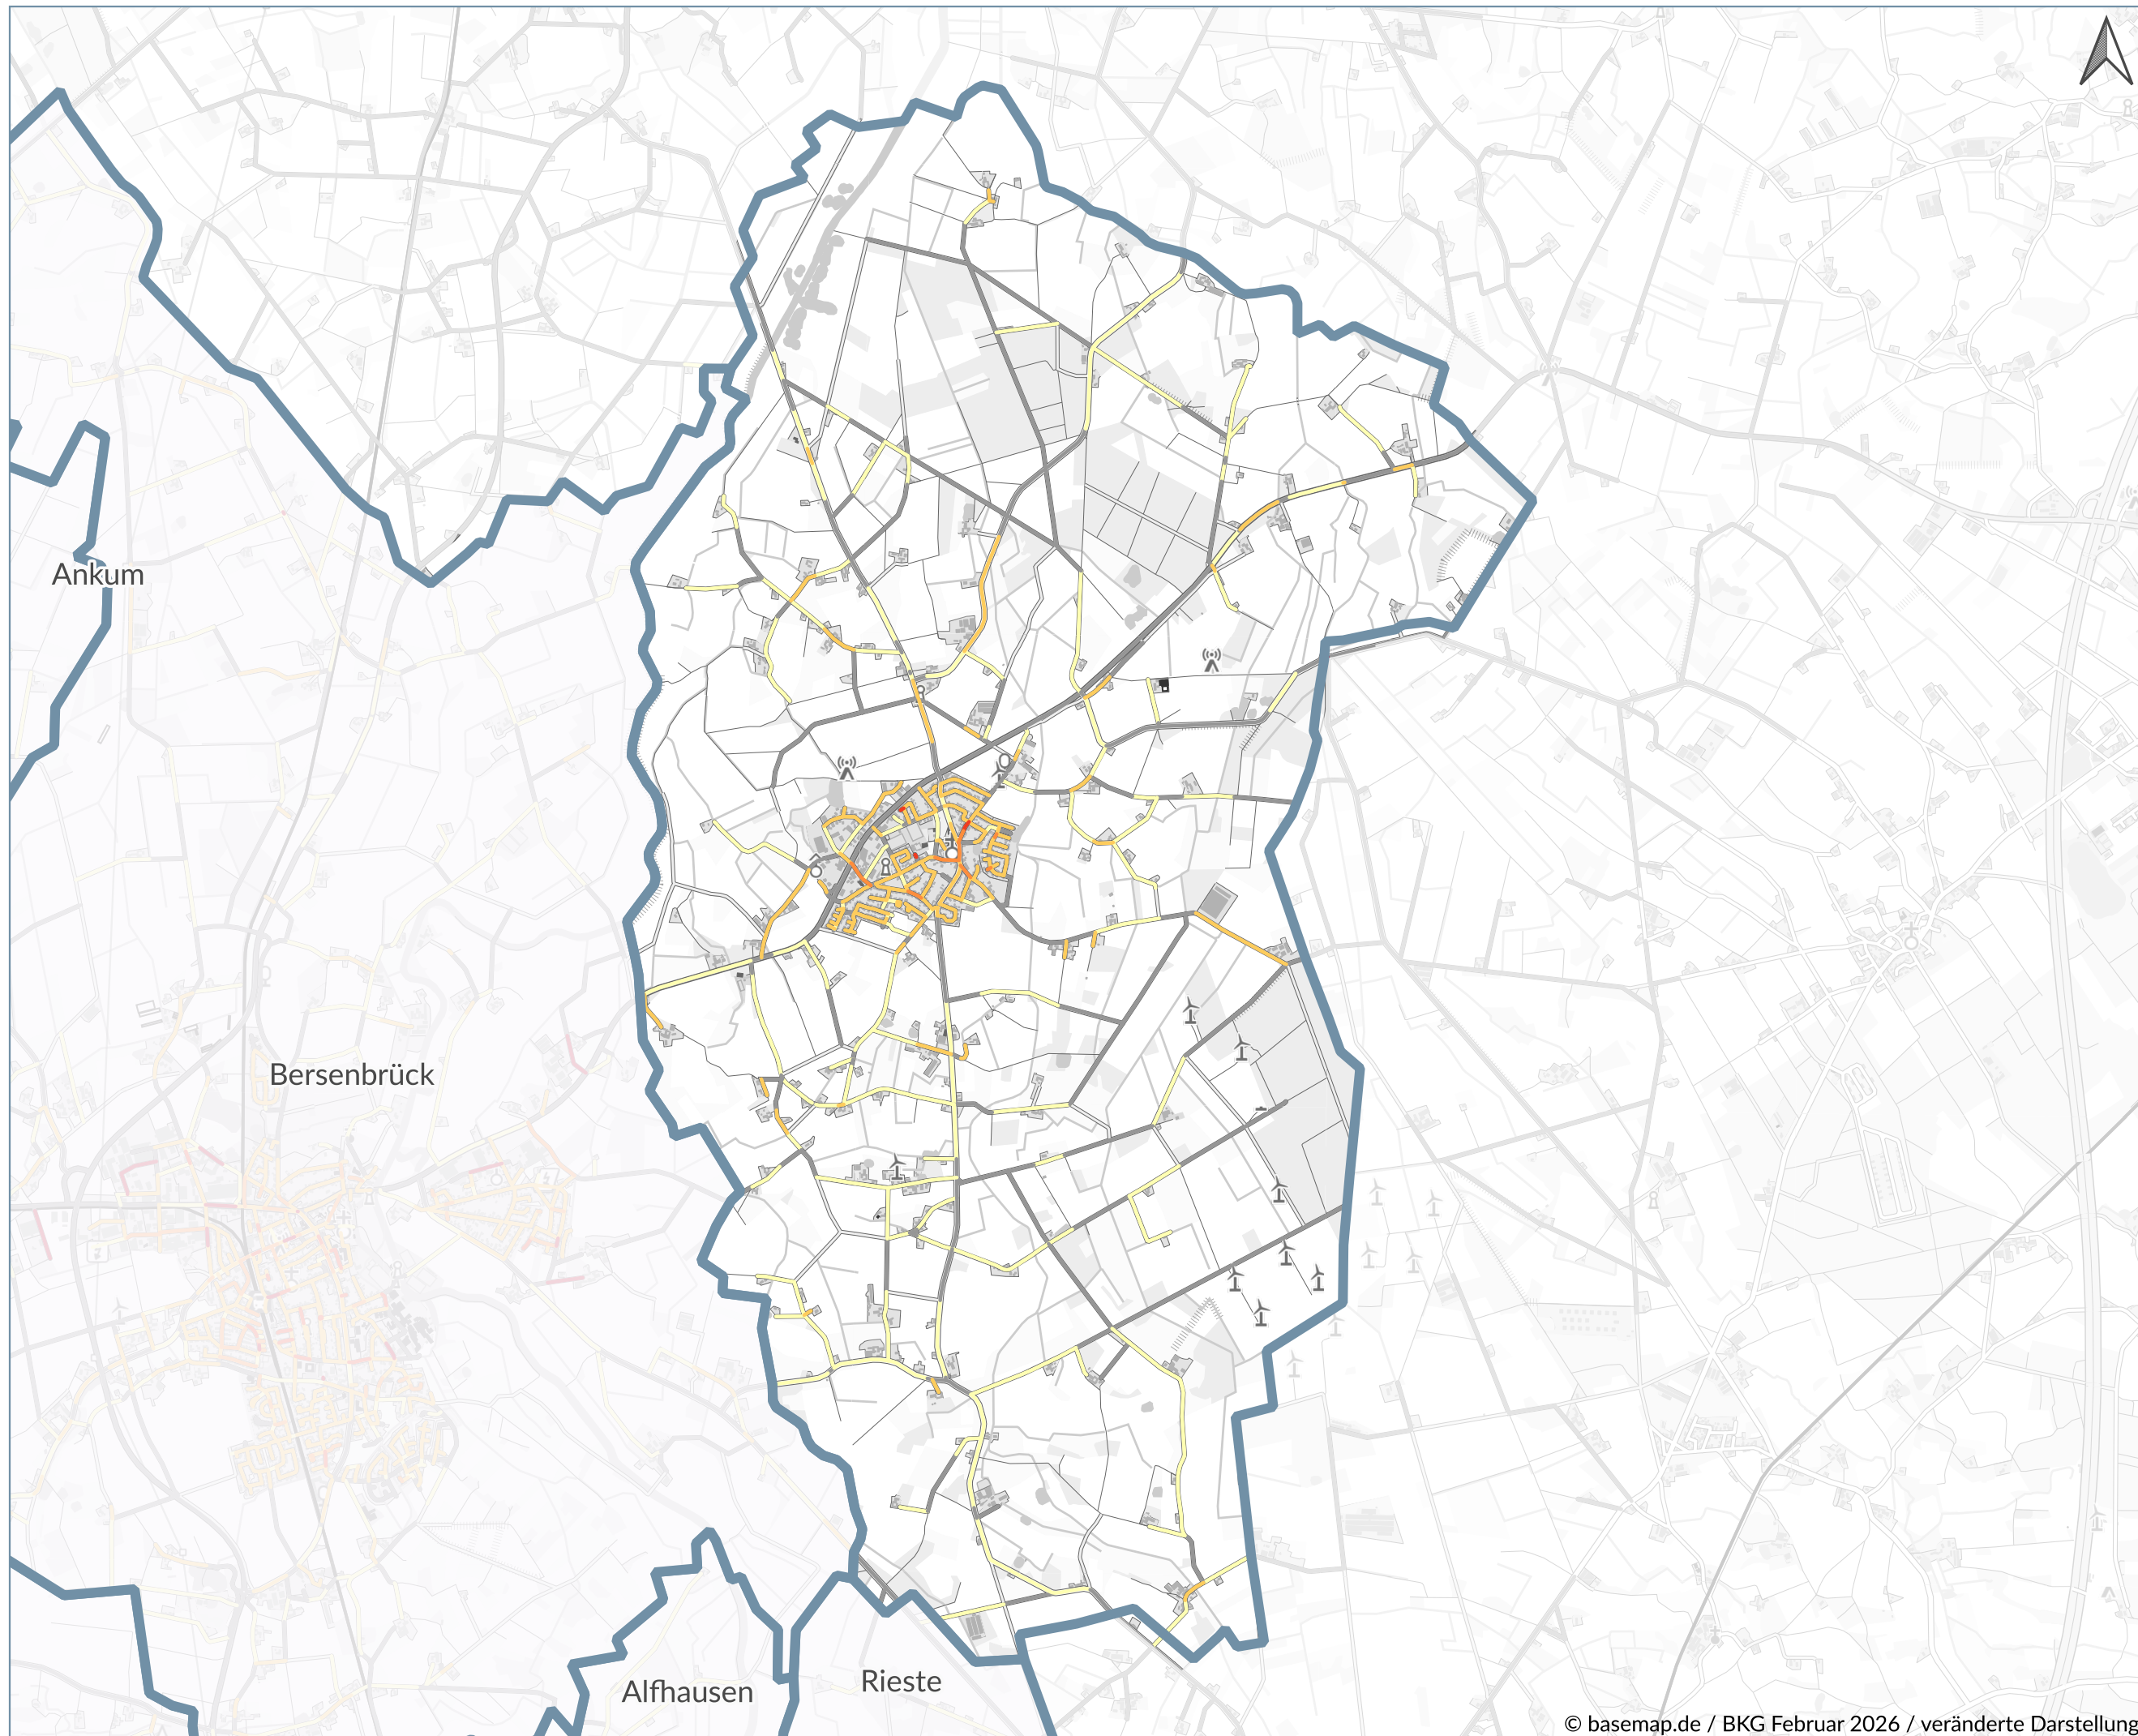 Ankum
Bersenbrück
Rieste
Alfhausen
© basemap.de / BKG Februar 2026 / veränderte Darstellung